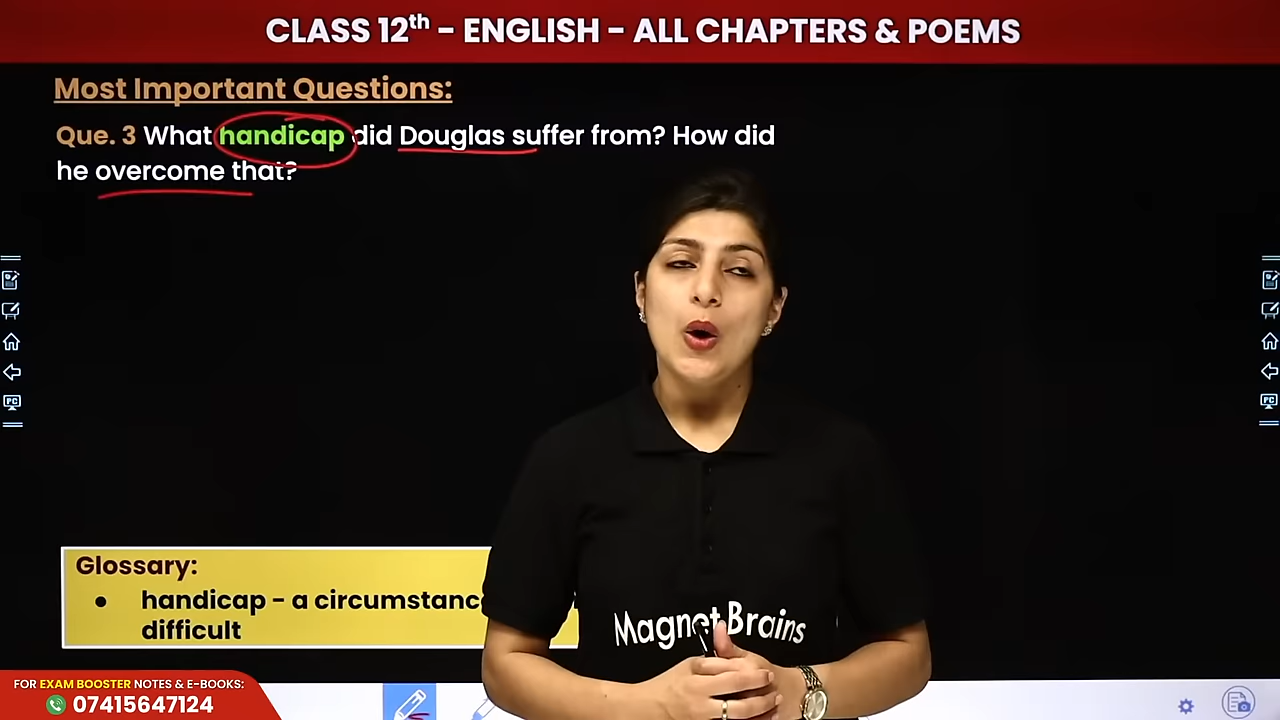 CLASS 12th - ENGLISH - ALL CHAPTERS & POEMS
Most Important Questions:
Que. 3 What handicap did Douglas suffer from? How did
he overcome that?
Glossary:
● handicap - a circumstanc
difficult
Magnet Brains
FOR EXAM BOOSTER NOTES & E-BOOKS:
07415647124